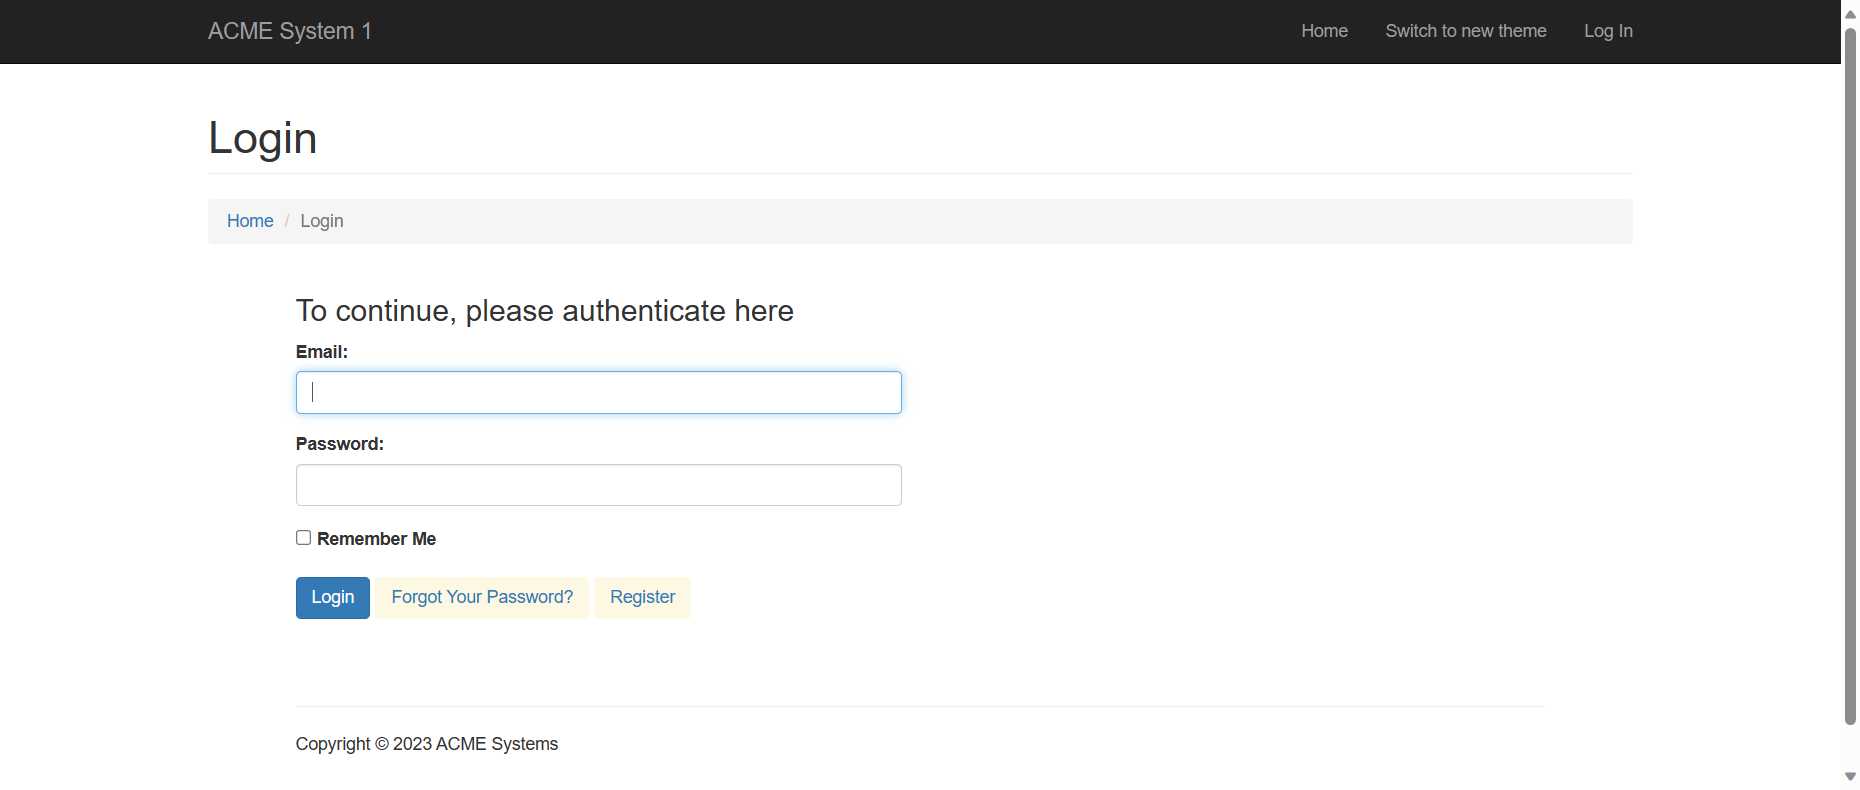 ACME System 1 Home Switch to new theme Log In
Login
Home / Login
To continue, please authenticate here
Email:
Password:
Remember Me
Login Forgot Your Password? Register
Copyright © 2023 ACME Systems